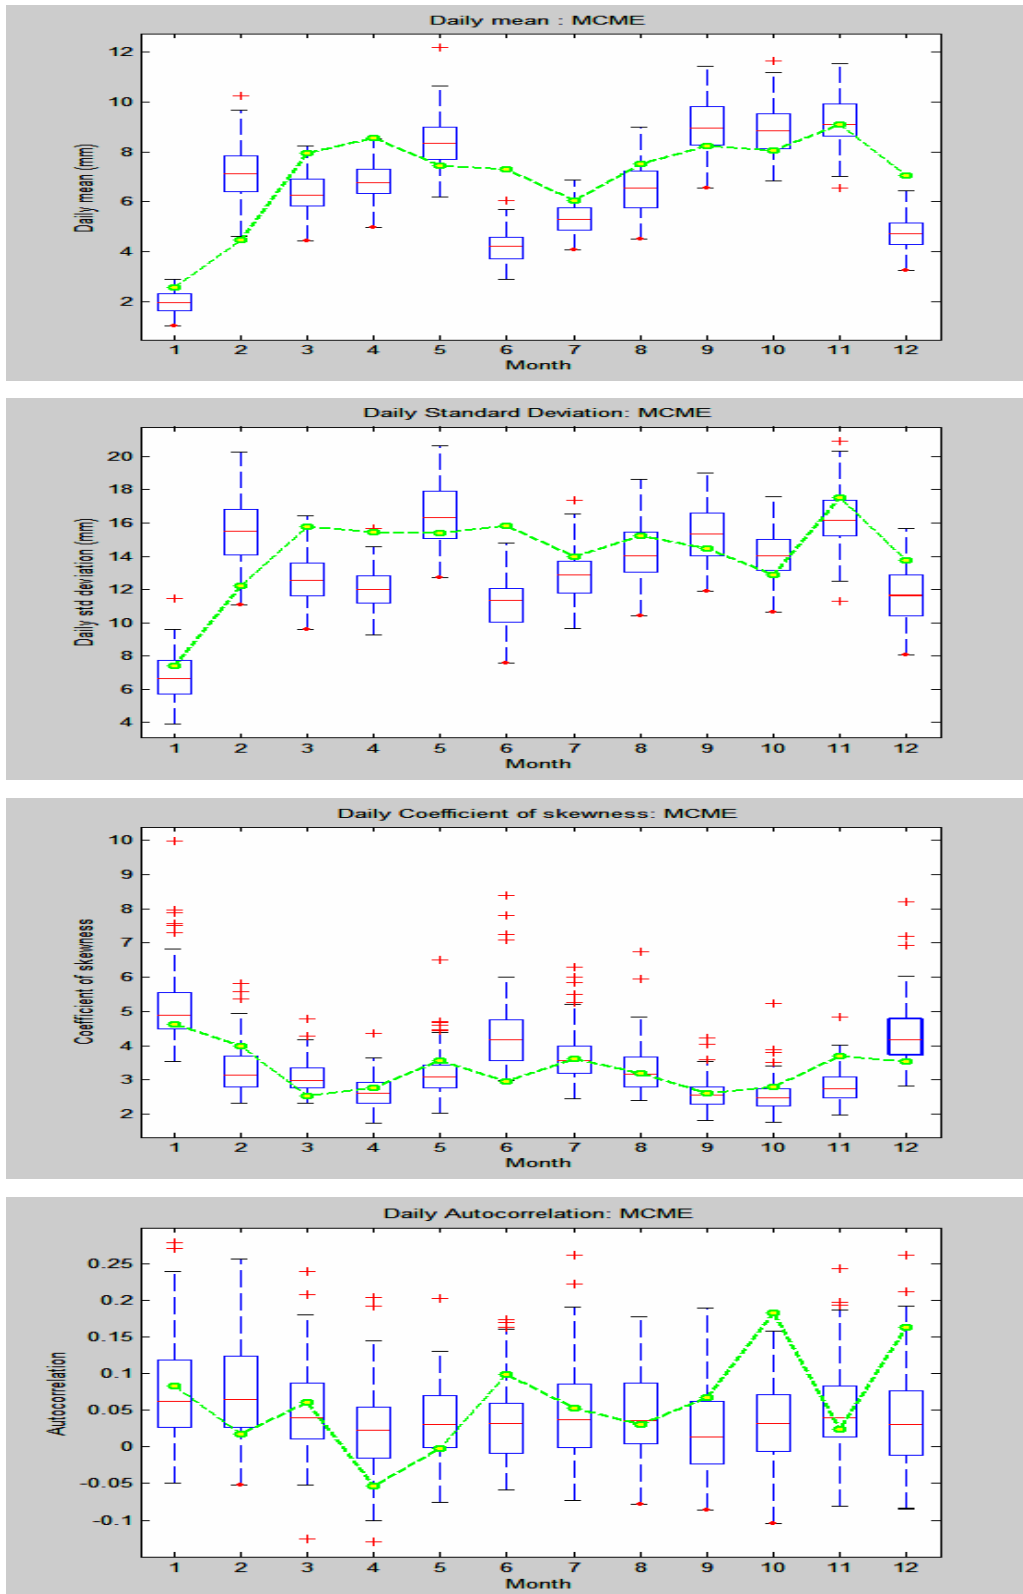 Daily mean : MCME
12
10
8
6
4
2
Daily mean (mm)
1 2 3 4 5 6 7 8 9 10 11 12
Month
Daily Standard Deviation: MCME
20
18
16
14
12
10
8
6
4
Daily std deviation (mm)
1 2 3 4 5 6 7 8 9 10 11 12
Month
Daily Coefficient of skewness: MCME
10
9
8
7
6
5
4
3
2
Coefficient of skewness
1 2 3 4 5 6 7 8 9 10 11 12
Month
Daily Autocorrelation: MCME
0.25
0.2
0.15
0.1
0.05
0
-0.05
-0.1
Autocorrelation
1 2 3 4 5 6 7 8 9 10 11 12
Month